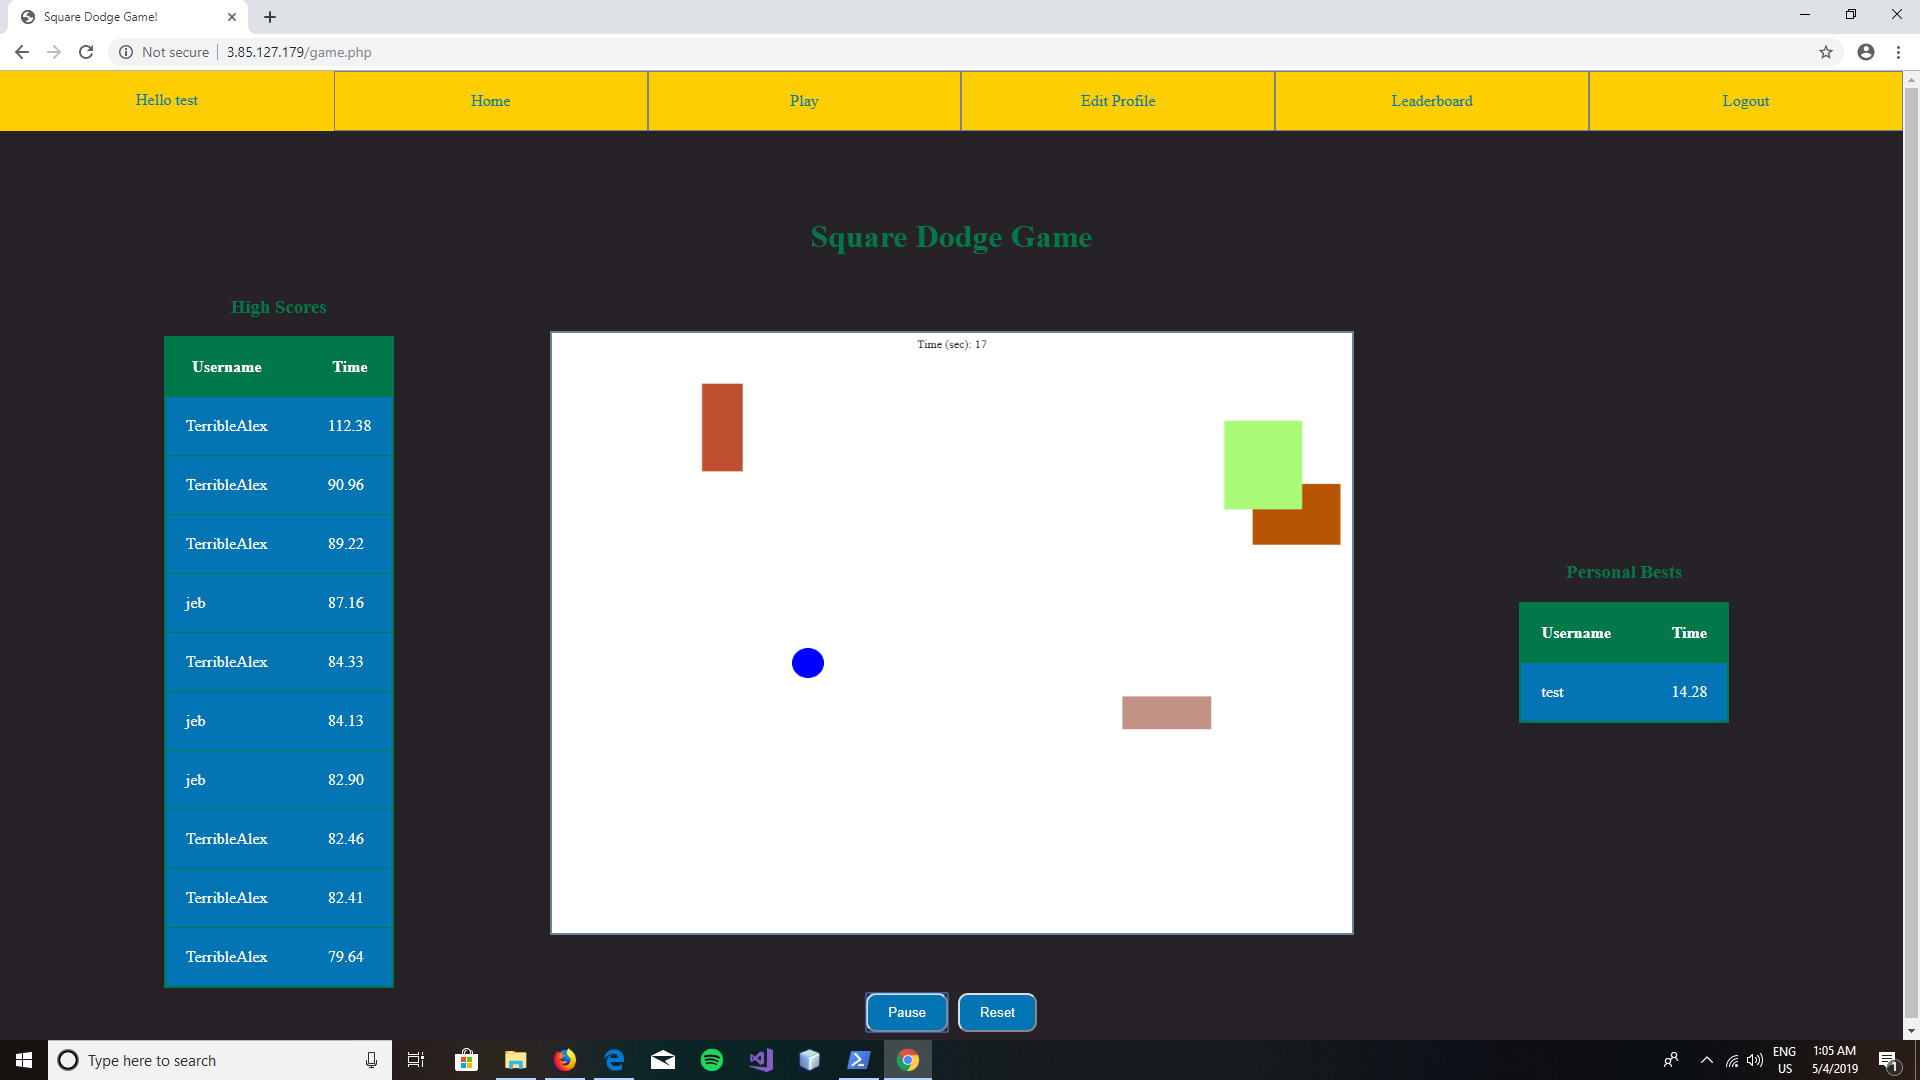 Square Dodge Game!
Not secure 3.85.127.179/game.php
Hello test Home Play Edit Profile Leaderboard Logout
Square Dodge Game
High Scores
Username Time
TerribleAlex 112.38
TerribleAlex 90.96
TerribleAlex 89.22
jeb 87.16
TerribleAlex 84.33
jeb 84.13
jeb 82.90
TerribleAlex 82.46
TerribleAlex 82.41
TerribleAlex 79.64
Time (sec): 17
Personal Bests
Username Time
test 14.28
Pause Reset
Type here to search
ENG
US
1:05 AM
5/4/2019
1